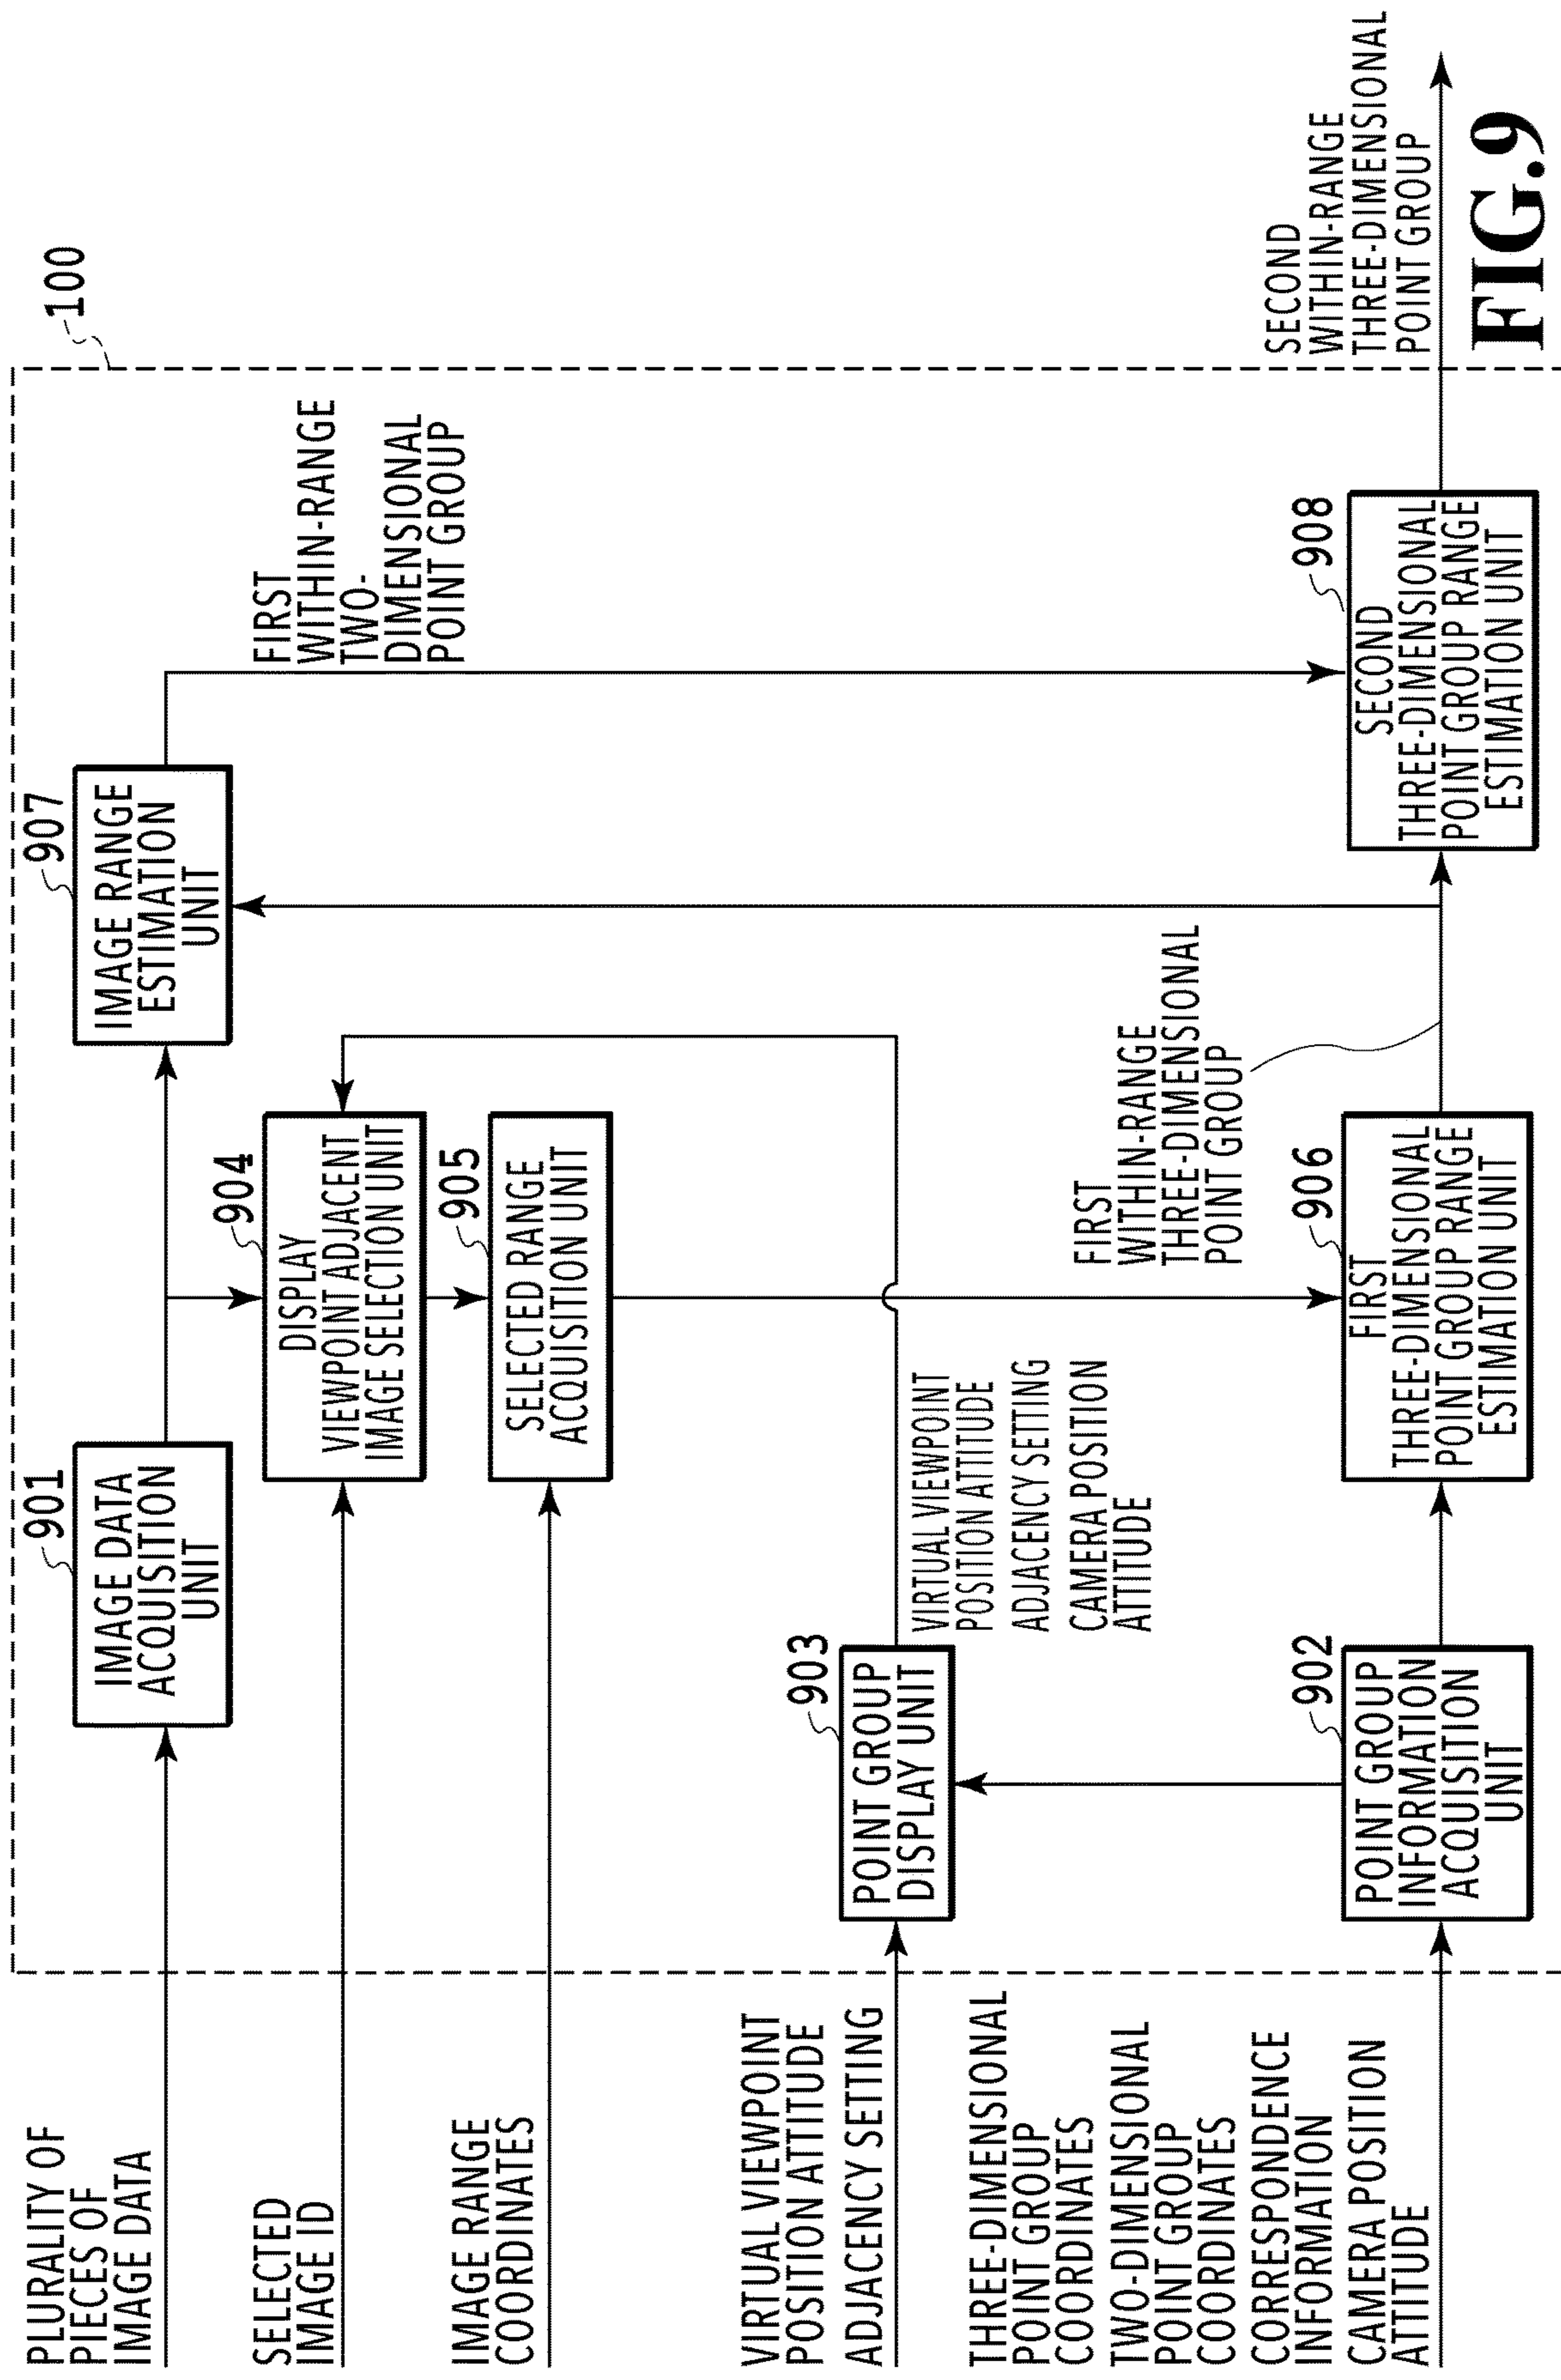 100
PLURALITY OF
PIECES OF
IMAGE DATA
901
IMAGE DATA
ACQUISITION
UNIT
907
IMAGE RANGE
ESTIMATION
UNIT
FIRST
WITHIN-RANGE
TWO-
DIMENSIONAL
POINT GROUP
SELECTED
IMAGE ID
904
DISPLAY
VIEWPOINT ADJACENT
IMAGE SELECTION UNIT
IMAGE RANGE
COORDINATES
905
SELECTED RANGE
ACQUISITION UNIT
VIRTUAL VIEWPOINT
POSITION ATTITUDE
ADJACENCY SETTING
903
POINT GROUP
DISPLAY UNIT
VIRTUAL VIEWPOINT
POSITION ATTITUDE
ADJACENCY SETTING
CAMERA POSITION
ATTITUDE
FIRST
WITHIN-RANGE
THREE-DIMENSIONAL
POINT GROUP
THREE-DIMENSIONAL
POINT GROUP
COORDINATES
TWO-DIMENSIONAL
POINT GROUP
COORDINATES
CORRESPONDENCE
INFORMATION
CAMERA POSITION
ATTITUDE
902
POINT GROUP
INFORMATION
ACQUISITION
UNIT
906
FIRST
THREE-DIMENSIONAL
POINT GROUP RANGE
ESTIMATION UNIT
908
SECOND
THREE-DIMENSIONAL
POINT GROUP RANGE
ESTIMATION UNIT
SECOND
WITHIN-RANGE
THREE-DIMENSIONAL
POINT GROUP
FIG.9